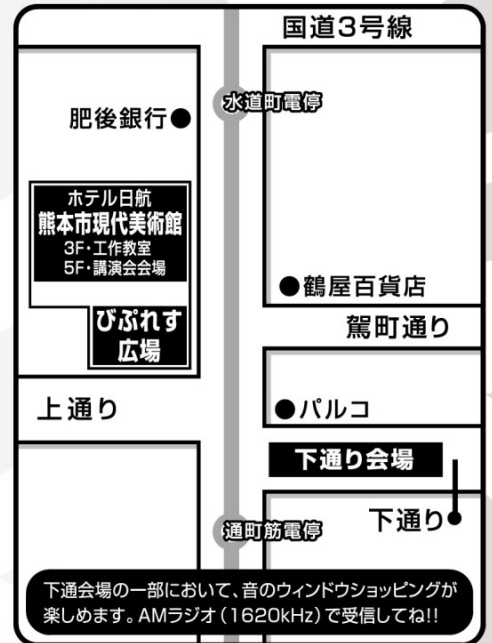 国道3号線
水道町電停
肥後銀行●
ホテル日航
熊本市現代美術館
3F・工作教室
5F・講演会会場
●鶴屋百貨店
びぷれす
広場
駕町通り
上通り
●パルコ
下通り会場
下通り●
通町筋電停
下通会場の一部において、音のウィンドウショッピングが
楽しめます。AMラジオ(1620kHz)で受信してね!!